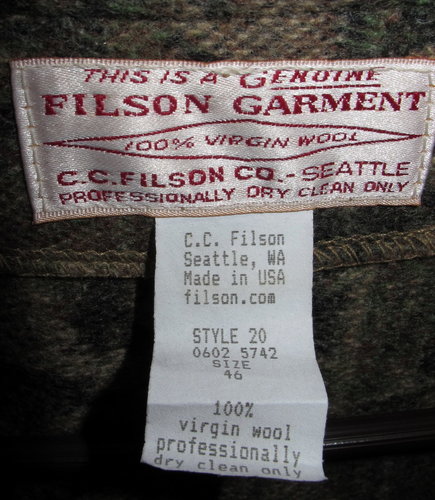 THIS IS A GENUINE
FILSON GARMENT
100% VIRGIN WOOL
C.C. FILSON CO. - SEATTLE
PROFESSIONALLY DRY CLEAN ONLY
C.C. Filson
Seattle, WA
Made in USA
filson.com
STYLE 20
0602 5742
SIZE
46
100%
virgin wool
professionally
dry clean only